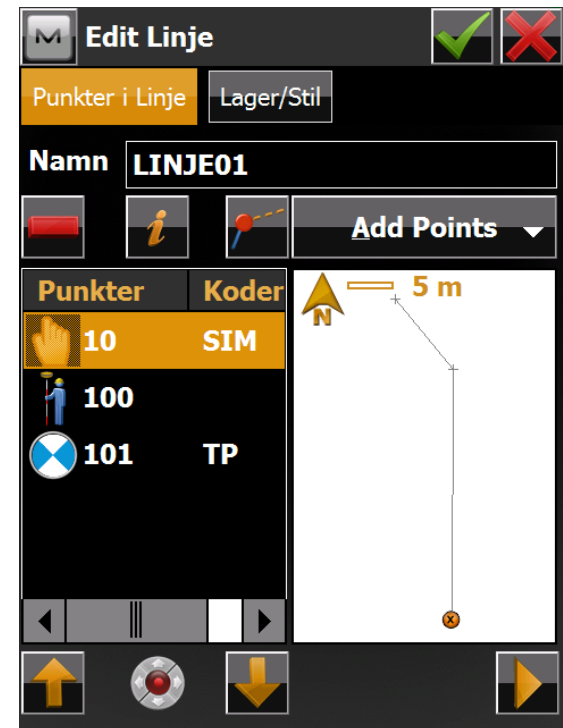 Edit Linje
Punkter i Linje
Lager/Stil
Namn
LINJE01
Add Points
Punkter Koder
10 SIM
100
101 TP
5 m
N